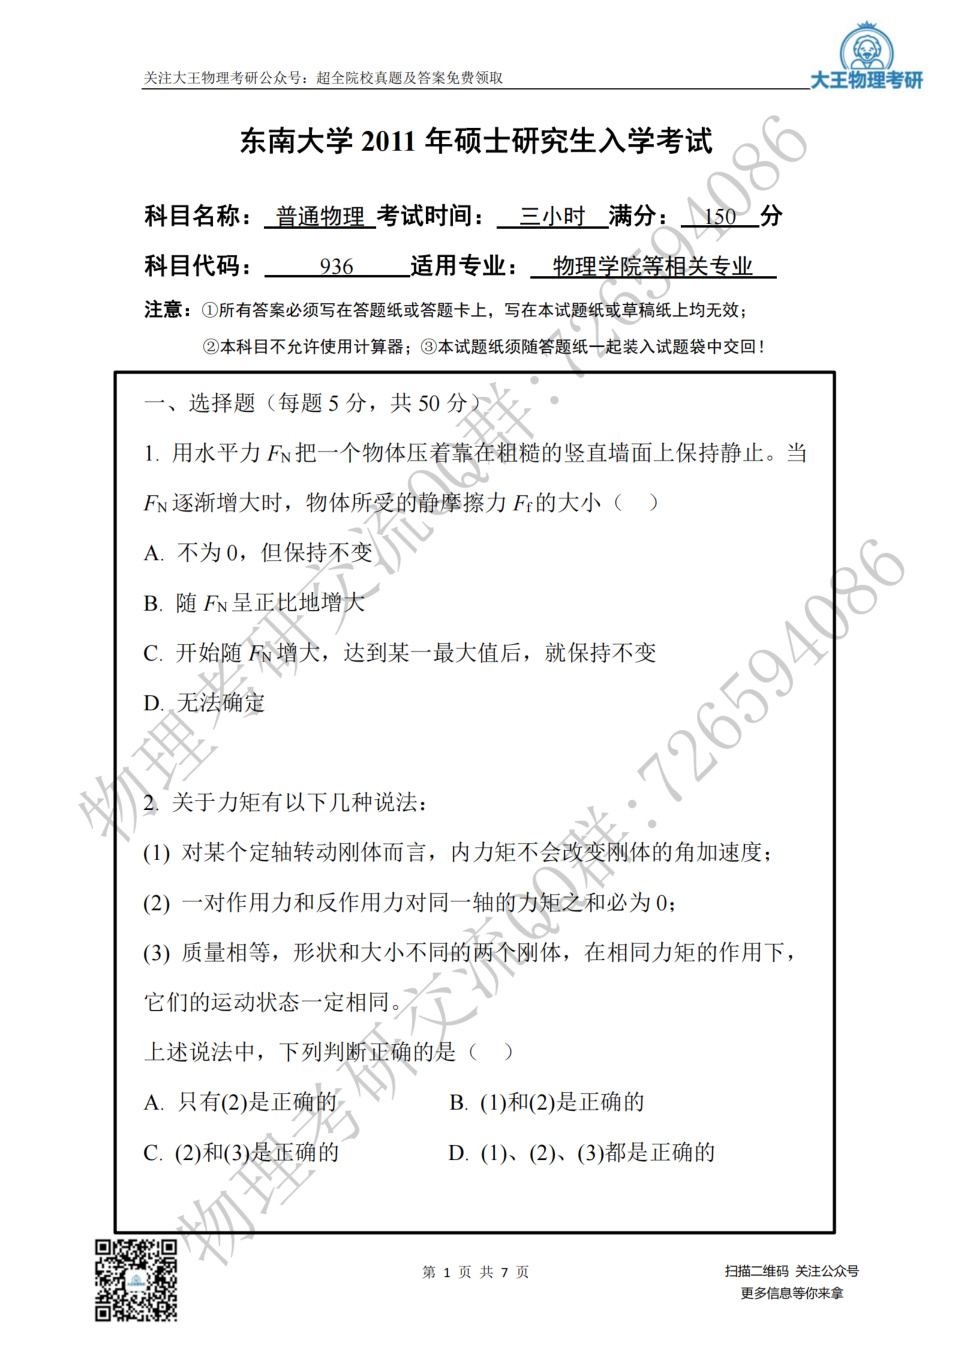 关注大王物理考研公众号：超全院校真题及答案免费领取
大王物理考研
东南大学 2011 年硕士研究生入学考试
科目名称： 普通物理 考试时间： 三小时 满分： 150 分
科目代码： 936 适用专业： 物理学院等相关专业
注意：①所有答案必须写在答题纸或答题卡上，写在本试题纸或草稿纸上均无效；
②本科目不允许使用计算器；③本试题纸须随答题纸一起装入试题袋中交回！
一、选择题（每题 5 分，共 50 分）
1. 用水平力 FN 把一个物体压着靠在粗糙的竖直墙面上保持静止。当
FN 逐渐增大时，物体所受的静摩擦力 Ff 的大小（ ）
A. 不为 0，但保持不变
B. 随 FN 呈正比地增大
C. 开始随 FN 增大，达到某一最大值后，就保持不变
D. 无法确定
2. 关于力矩有以下几种说法：
(1) 对某个定轴转动刚体而言，内力矩不会改变刚体的角加速度；
(2) 一对作用力和反作用力对同一轴的力矩之和必为 0；
(3) 质量相等，形状和大小不同的两个刚体，在相同力矩的作用下，
它们的运动状态一定相同。
上述说法中，下列判断正确的是（ ）
A. 只有(2)是正确的 B. (1)和(2)是正确的
C. (2)和(3)是正确的 D. (1)、(2)、(3)都是正确的
物理考研交流QQ群：726594086
物理考研交流QQ群：726594086
第 1 页 共 7 页
扫描二维码 关注公众号
更多信息等你来拿